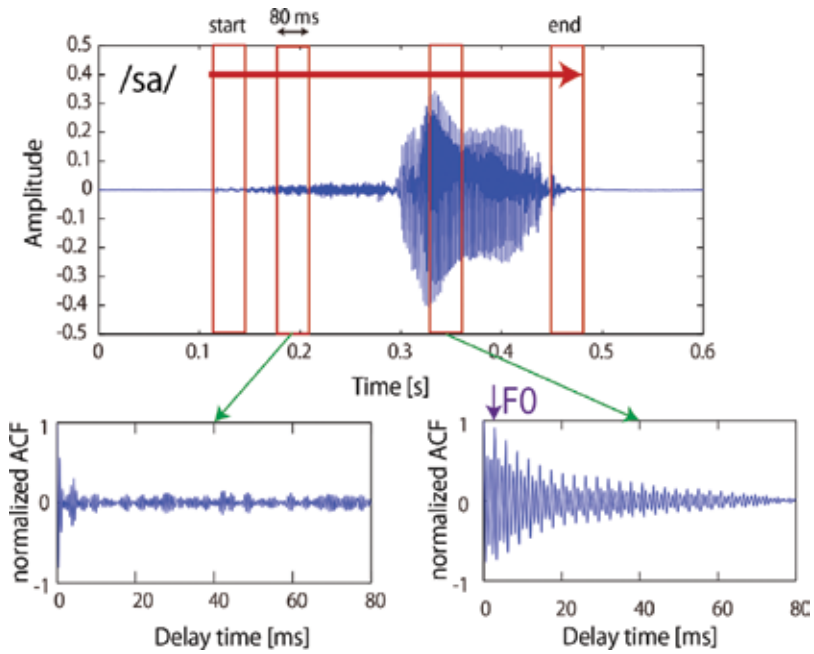 start
80 ms
end
/sa/
Amplitude
0.5
0.4
0.3
0.2
0.1
0
-0.1
-0.2
-0.3
-0.4
-0.5
0 0.1 0.2 0.3 0.4 0.5 0.6
Time [s]
normalized ACF
1
0
-1
0 20 40 60 80
Delay time [ms]
F0
normalized ACF
1
0
-1
0 20 40 60 80
Delay time [ms]